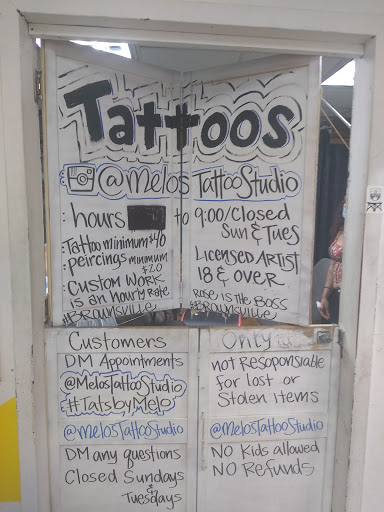 Tattoos
@MelosTattooStudio
: hours to 9:00/Closed
Sun & Tues
: Tattoo minimum $40
peircings mumumum
$20
: Custom Work
is an Hourly Rate
#Brownsville
Licensed Artist
18 & over
Rose is the Boss
#Brownsville
Customers
DM Appointments
@MelosTattooStudio
#TatsbyMelo
@MelosTattooStudio
DM any questions
Closed Sundays
&
Tuesdays
Only
not Resoponsiable
for lost or
Stolen items
@MelosTattooStudio
No Kids allowed
No Refunds